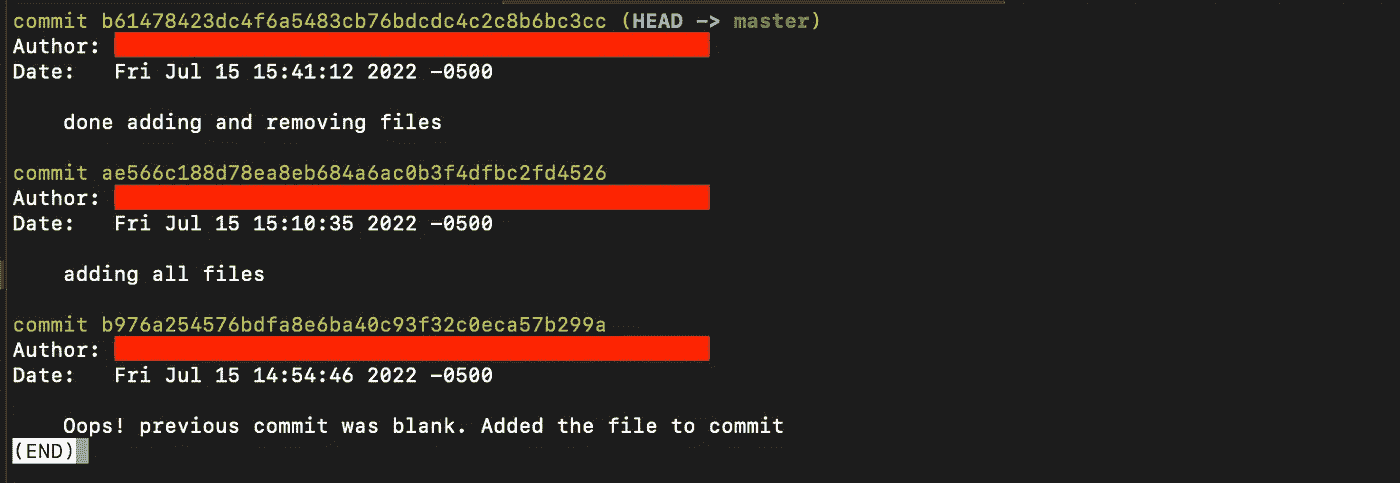 commit b61478423dc4f6a5483cb76bdcdc4c2c8b6bc3cc (HEAD -> master)
Author:
Date:   Fri Jul 15 15:41:12 2022 -0500
done adding and removing files
commit ae566c188d78ea8eb684a6ac0b3f4dfbc2fd4526
Author:
Date:   Fri Jul 15 15:10:35 2022 -0500
adding all files
commit b976a254576bdfa8e6ba40c93f32c0eca57b299a
Author:
Date:   Fri Jul 15 14:54:46 2022 -0500
Oops! previous commit was blank. Added the file to commit
(END)